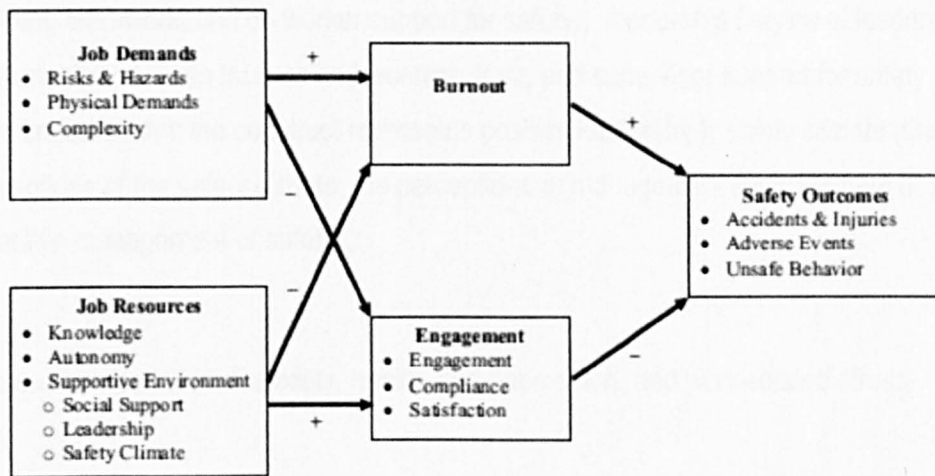 Job Demands
• Risks & Hazards
• Physical Demands
• Complexity
+
Burnout
+
–
Safety Outcomes
• Accidents & Injuries
• Adverse Events
• Unsafe Behavior
–
Job Resources
• Knowledge
• Autonomy
• Supportive Environment
o Social Support
o Leadership
o Safety Climate
+
Engagement
• Engagement
• Compliance
• Satisfaction
–